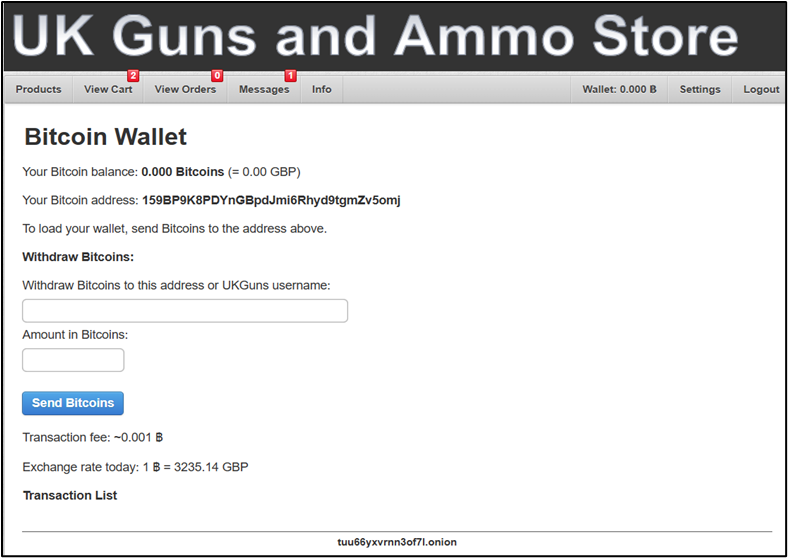 UK Guns and Ammo Store
Products View Cart 2 View Orders 0 Messages 1 Info Wallet: 0.000 ฿ Settings Logout
Bitcoin Wallet
Your Bitcoin balance: 0.000 Bitcoins (= 0.00 GBP)
Your Bitcoin address: 159BP9K8PDYnGBpdJmi6Rhyd9tgmZv5omj
To load your wallet, send Bitcoins to the address above.
Withdraw Bitcoins:
Withdraw Bitcoins to this address or UKGuns username:
Amount in Bitcoins:
Send Bitcoins
Transaction fee: ~0.001 ฿
Exchange rate today: 1 ฿ = 3235.14 GBP
Transaction List
tuu66yxvrnn3of7l.onion